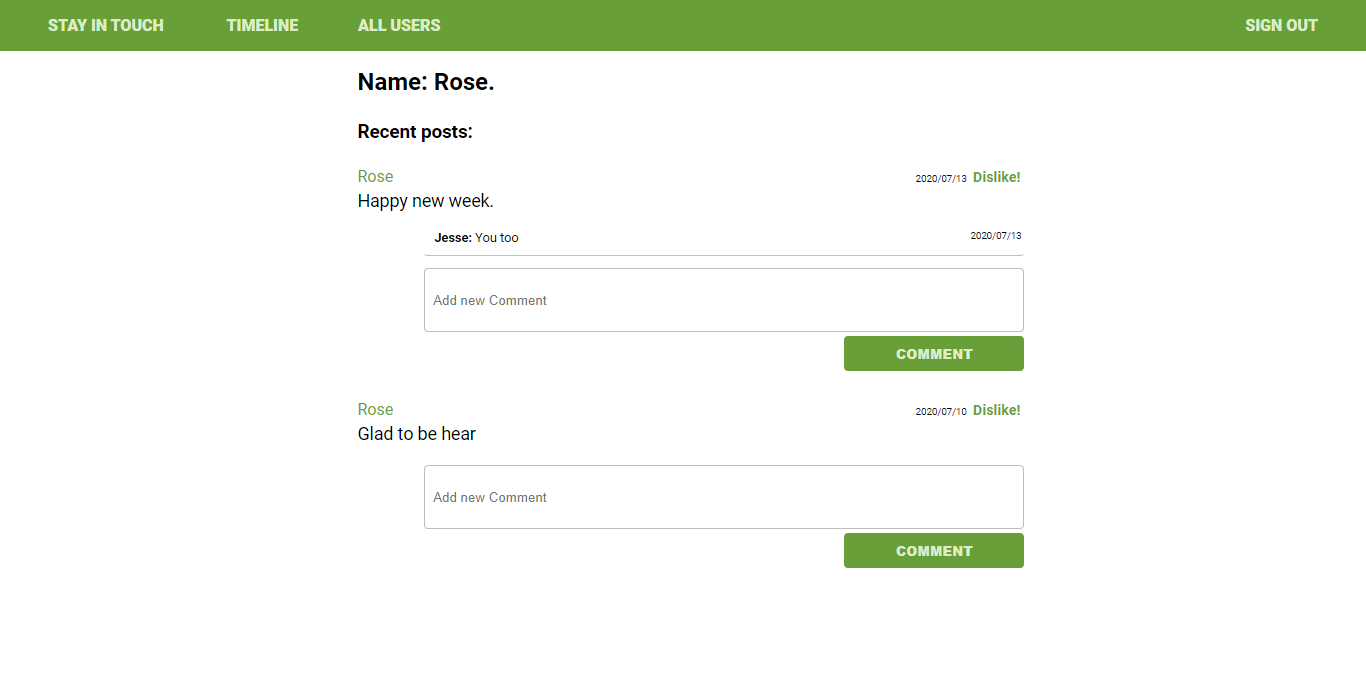 STAY IN TOUCH TIMELINE ALL USERS SIGN OUT
Name: Rose.
Recent posts:
Rose 2020/07/13 Dislike!
Happy new week.
Jesse: You too 2020/07/13
Add new Comment
COMMENT
Rose 2020/07/10 Dislike!
Glad to be hear
Add new Comment
COMMENT